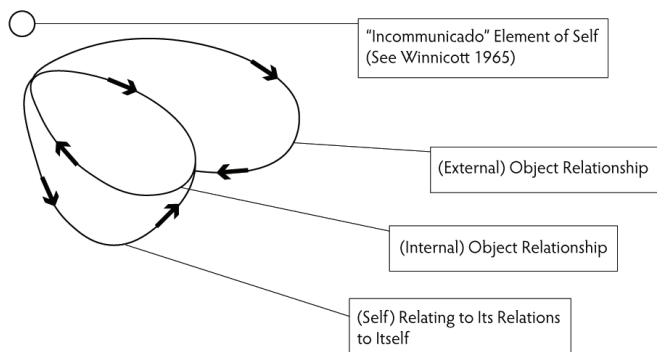 “Incommunicado” Element of Self
(See Winnicott 1965)
(External) Object Relationship
(Internal) Object Relationship
(Self) Relating to Its Relations
to Itself